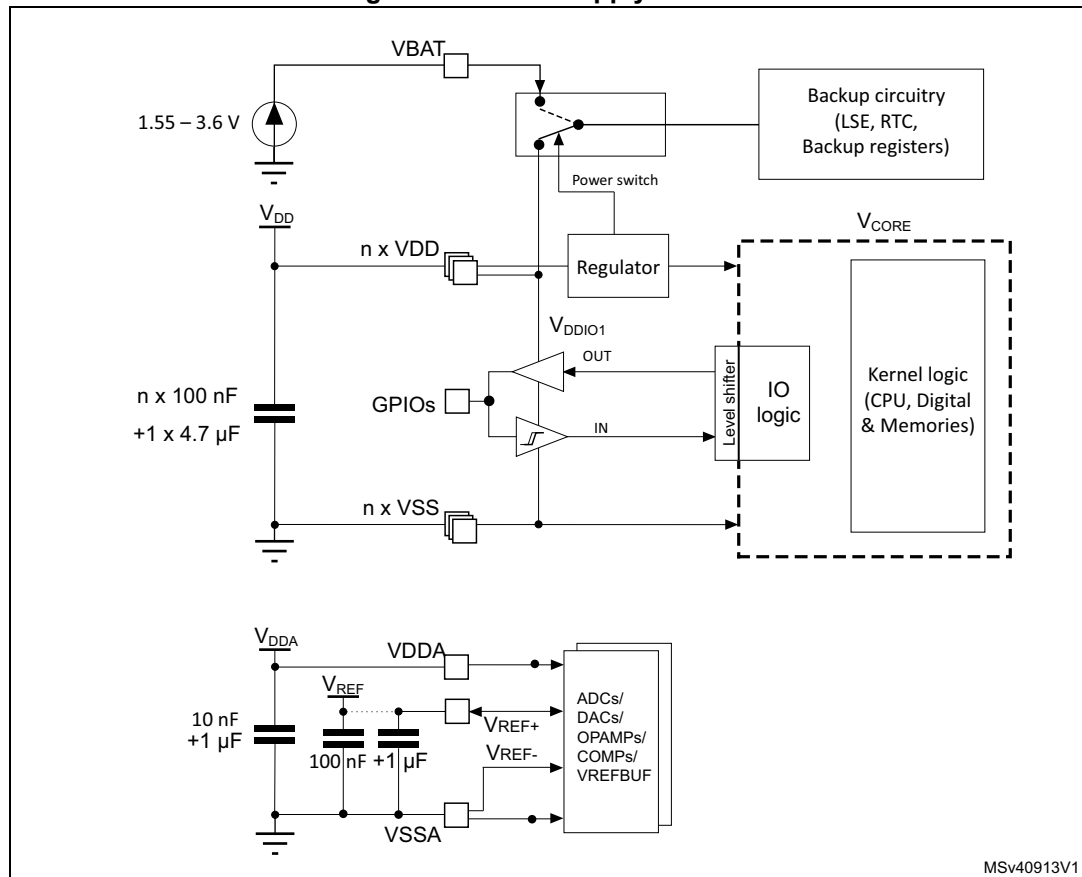 VBAT
1.55 – 3.6 V
Backup circuitry
(LSE, RTC,
Backup registers)
Power switch
VDD
n x VDD
Regulator
VCORE
VDDIO1
OUT
n x 100 nF
+1 x 4.7 µF
GPIOs
IN
Level shifter
IO
logic
Kernel logic
(CPU, Digital
& Memories)
n x VSS
VDDA
VDDA
VREF
10 nF
+1 µF
100 nF
+1 µF
VREF+
VREF-
ADCs/
DACs/
OPAMPs/
COMPs/
VREFBUF
VSSA
MSv40913V1